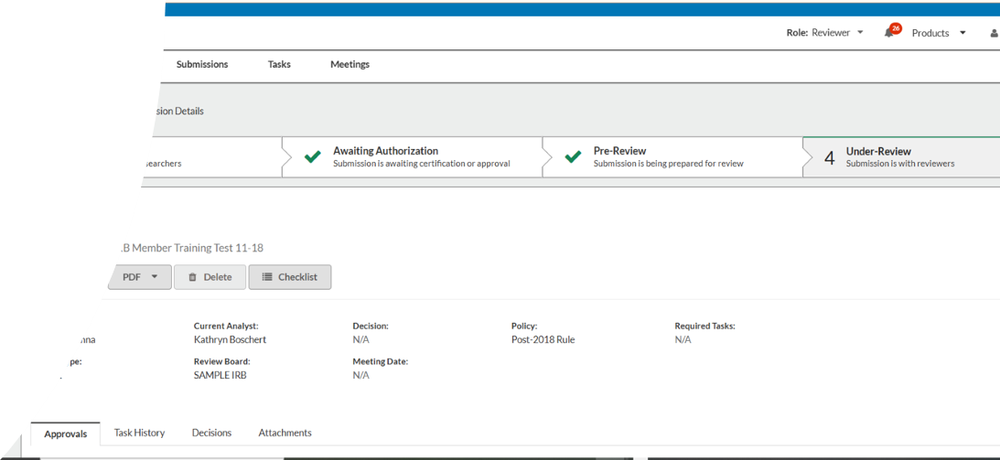 Role: Reviewer 26 Products
Submissions Tasks Meetings
sion Details
Awaiting Authorization Pre-Review 4 Under-Review
searchers Submission is awaiting certification or approval Submission is being prepared for review Submission is with reviewers
.B Member Training Test 11-18
PDF Delete Checklist
Current Analyst: Decision: Policy: Required Tasks:
nna Kathryn Boschert N/A Post-2018 Rule N/A
pe: Review Board: Meeting Date:
SAMPLE IRB N/A
Approvals Task History Decisions Attachments